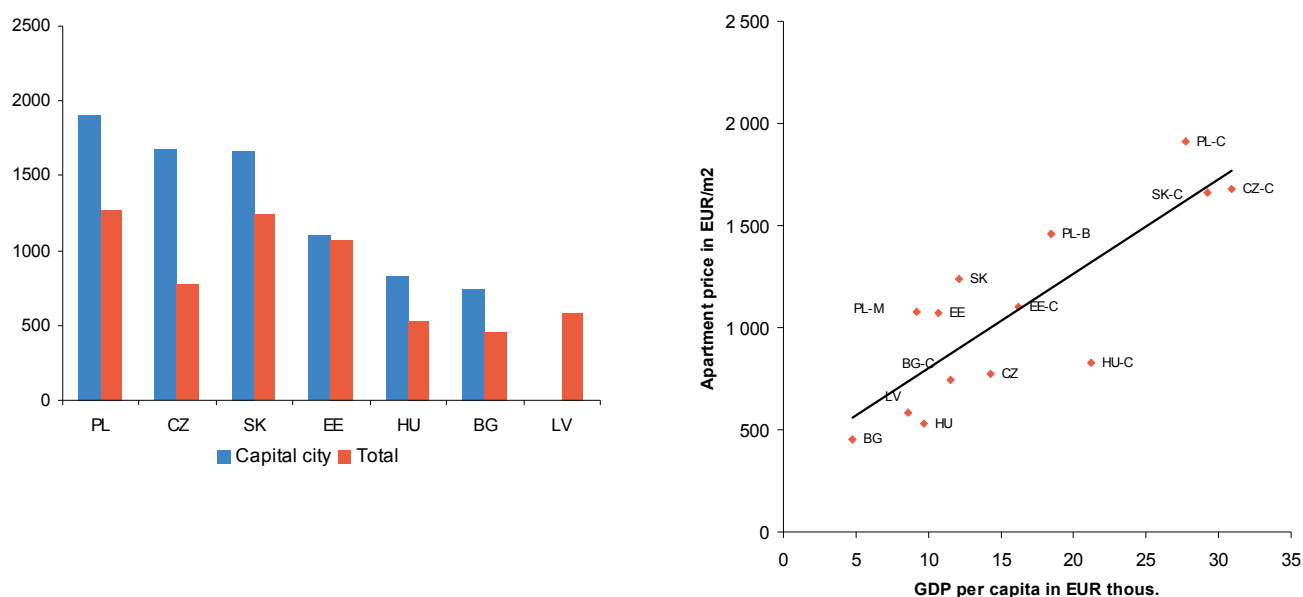 2500
2000
1500
1000
500
0
PL CZ SK EE HU BG LV
Capital city Total
Apartment price in EUR/m2
2 500
2 000
1 500
1 000
500
0
PL-C
SK-C CZ-C
PL-B
SK
PL-M EE EE-C
BG-C CZ HU-C
LV
HU
BG
0 5 10 15 20 25 30 35
GDP per capita in EUR thous.